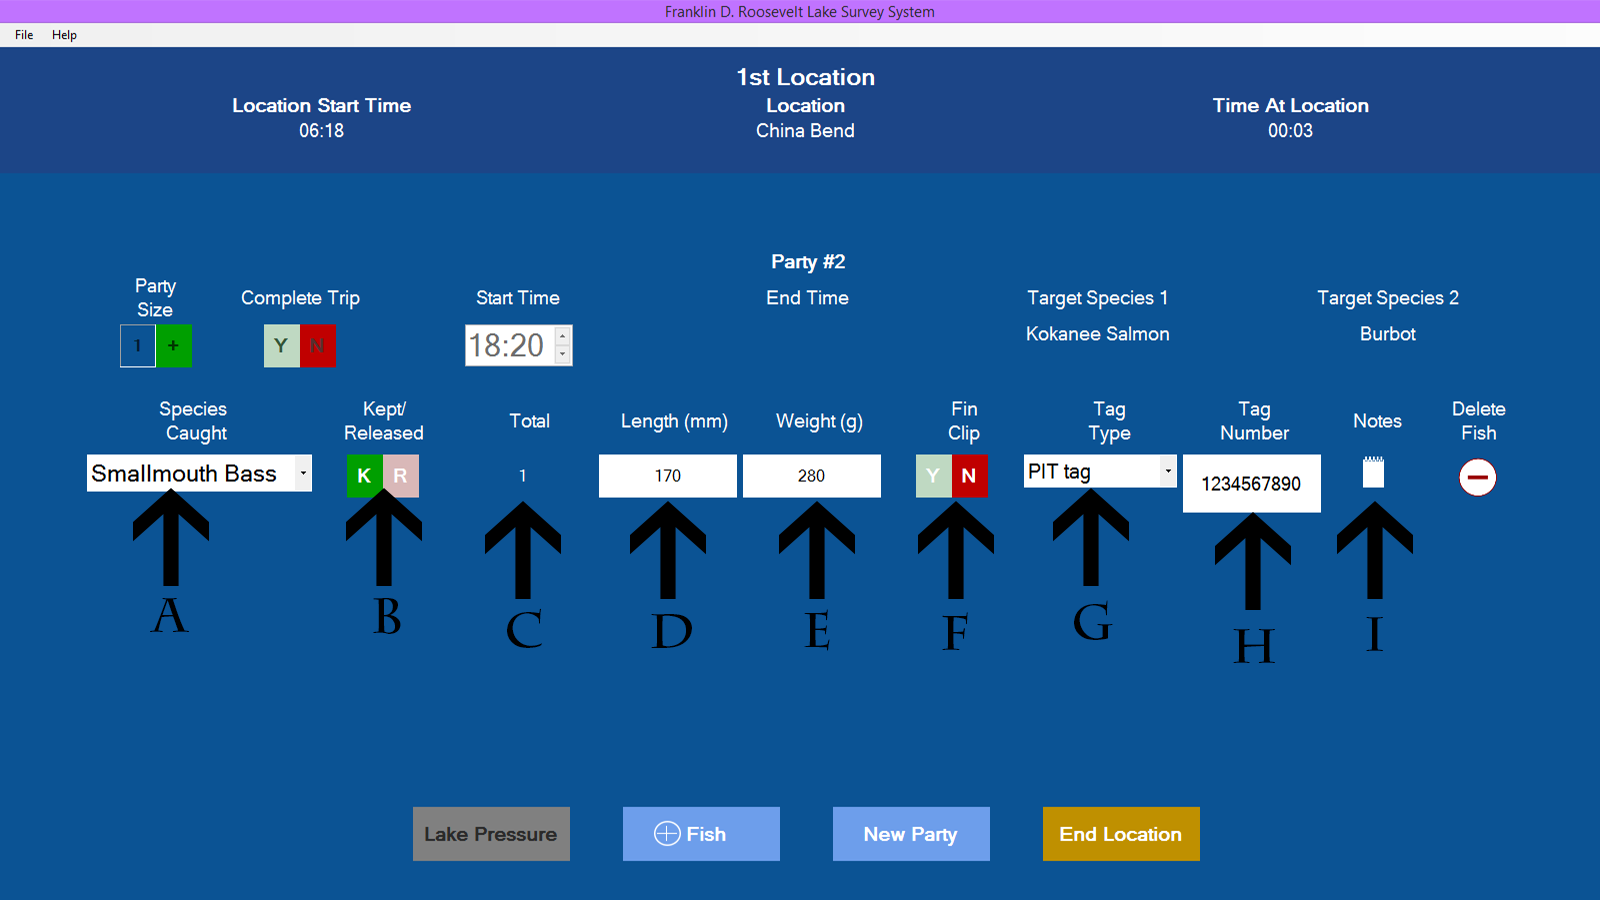 Franklin D. Roosevelt Lake Survey System
File Help
1st Location
Location Start Time Location Time At Location
06:18 China Bend 00:03
Party #2
Party Size Complete Trip Start Time End Time Target Species 1 Target Species 2
1 + Y N 18:20 Kokanee Salmon Burbot
Species Caught Kept/ Released Total Length (mm) Weight (g) Fin Clip Tag Type Tag Number Notes Delete Fish
Smallmouth Bass K R 1 170 280 Y N PIT tag 1234567890
A B C D E F G H I
Lake Pressure Fish New Party End Location